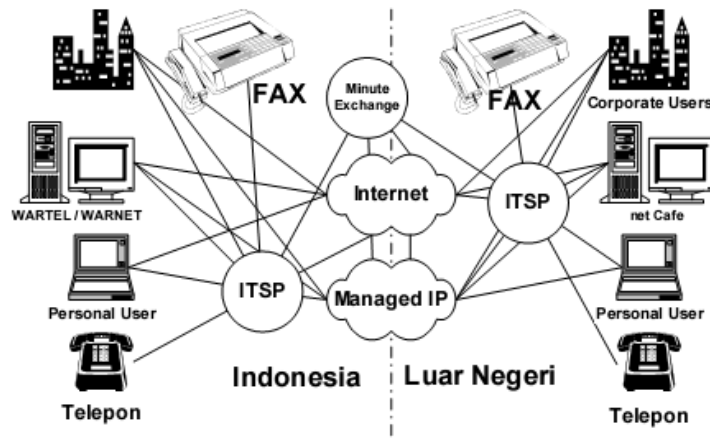 FAX
Minute
Exchange
FAX
Corporate Users
WARTEL / WARNET
Internet
ITSP
net Cafe
Personal User
ITSP
Managed IP
Personal User
Indonesia
Luar Negeri
Telepon
Telepon